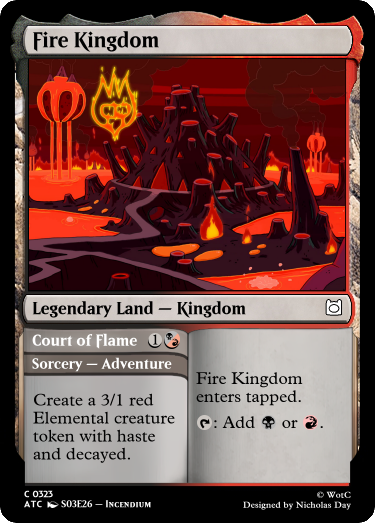 Fire Kingdom
Legendary Land — Kingdom
Court of Flame 1
Sorcery — Adventure
Create a 3/1 red
Elemental creature
token with haste
and decayed.
Fire Kingdom
enters tapped.
: Add or .
C 0323
ATC S03E26 — Incendium
© WotC
Designed by Nicholas Day